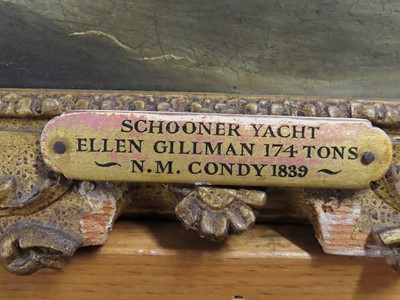 SCHOONER YACHT
ELLEN GILLMAN 174 TONS
~ N.M. CONDY 1839 ~